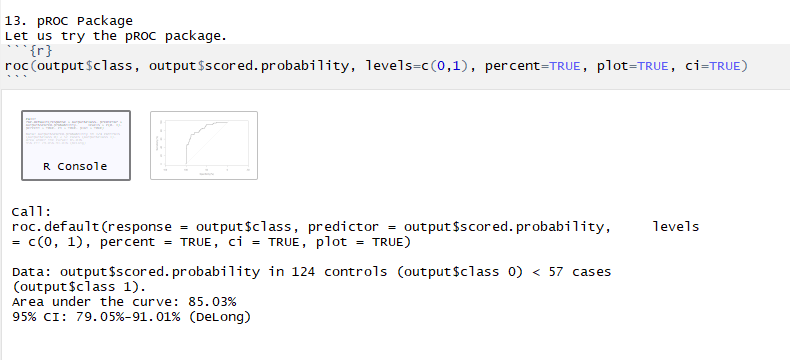 13. pROC Package
Let us try the pROC package.
```{r}
roc(output$class, output$scored.probability, levels=c(0,1), percent=TRUE, plot=TRUE, ci=TRUE)
```
R Console
Call:
roc.default(response = output$class, predictor = output$scored.probability,     levels
= c(0, 1), percent = TRUE, ci = TRUE, plot = TRUE)
Data: output$scored.probability in 124 controls (output$class 0) < 57 cases
(output$class 1).
Area under the curve: 85.03%
95% CI: 79.05%-91.01% (DeLong)